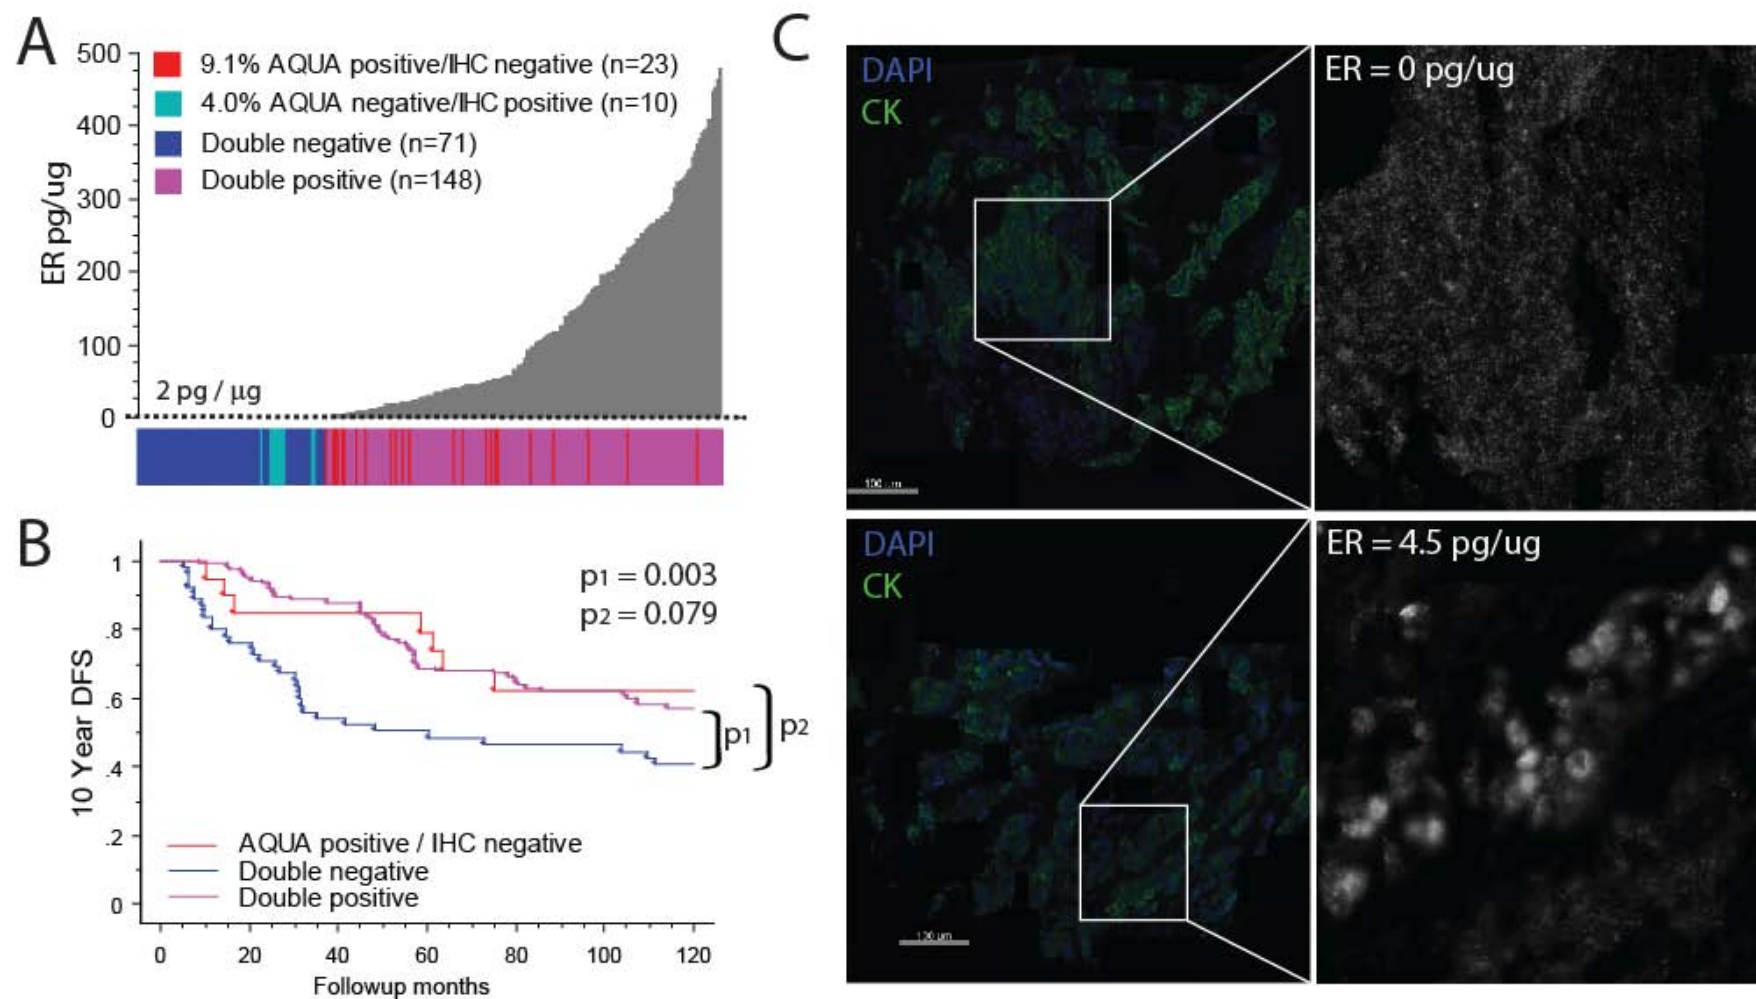 A
500
400
300
200
100
0
ER pg/ug
9.1% AQUA positive/IHC negative (n=23)
4.0% AQUA negative/IHC positive (n=10)
Double negative (n=71)
Double positive (n=148)
2 pg / µg
B
1
.8
.6
.4
.2
0
10 Year DFS
p1 = 0.003
p2 = 0.079
p1
p2
AQUA positive / IHC negative
Double negative
Double positive
0
20
40
60
80
100
120
Followup months
C
DAPI
CK
100 µm
ER = 0 pg/ug
DAPI
CK
100 µm
ER = 4.5 pg/ug